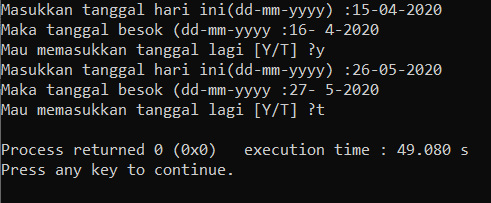 Masukkan tanggal hari ini(dd-mm-yyyy) :15-04-2020
Maka tanggal besok (dd-mm-yyyy :16- 4-2020
Mau memasukkan tanggal lagi [Y/T] ?y
Masukkan tanggal hari ini(dd-mm-yyyy) :26-05-2020
Maka tanggal besok (dd-mm-yyyy :27- 5-2020
Mau memasukkan tanggal lagi [Y/T] ?t
Process returned 0 (0x0)   execution time : 49.080 s
Press any key to continue.